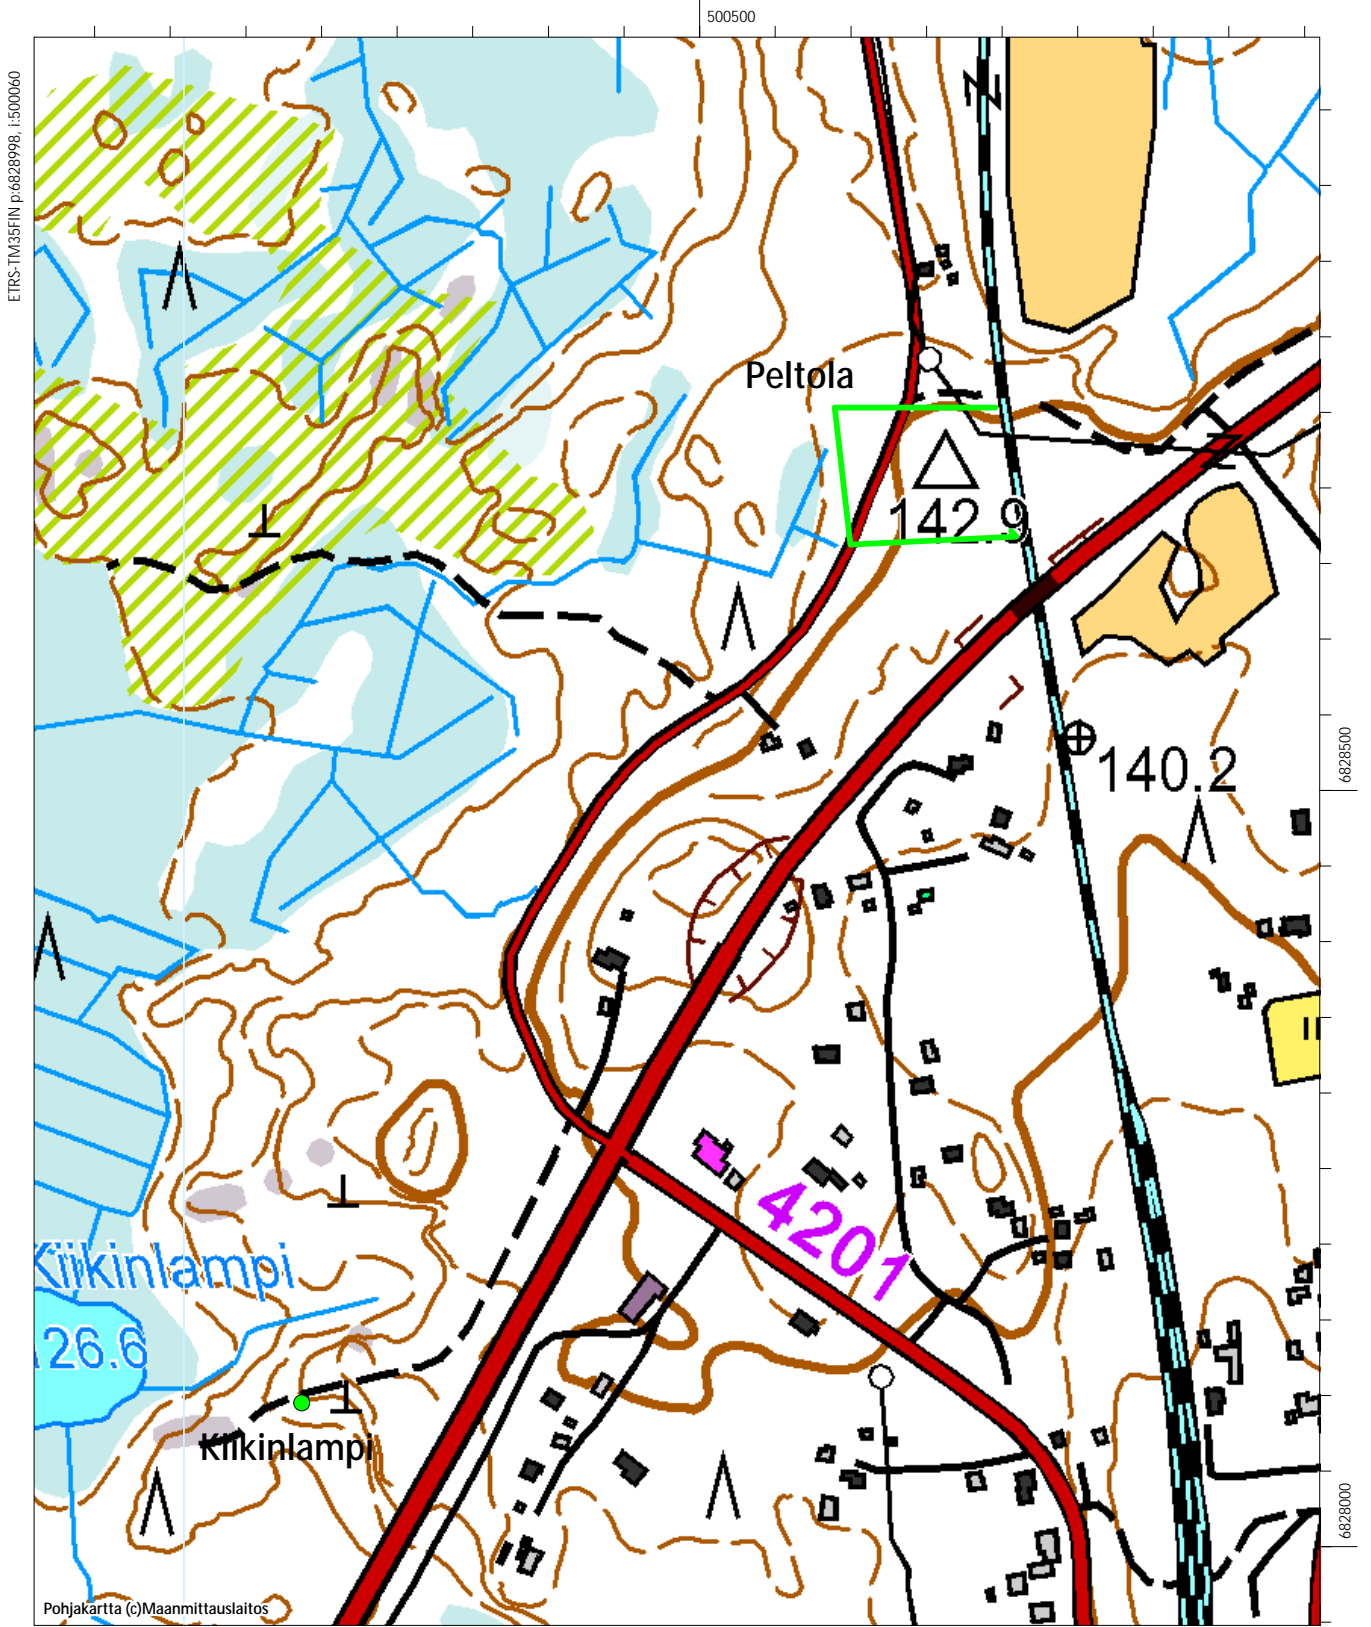 500500
ETRS-TM35FIN p:6828998, i:500060
Peltola
142.9
6828500
140.2
4201
Kiikinlampi
126.6
Kiikinlampi
6828000
Pohjakartta (c)Maanmittauslaitos